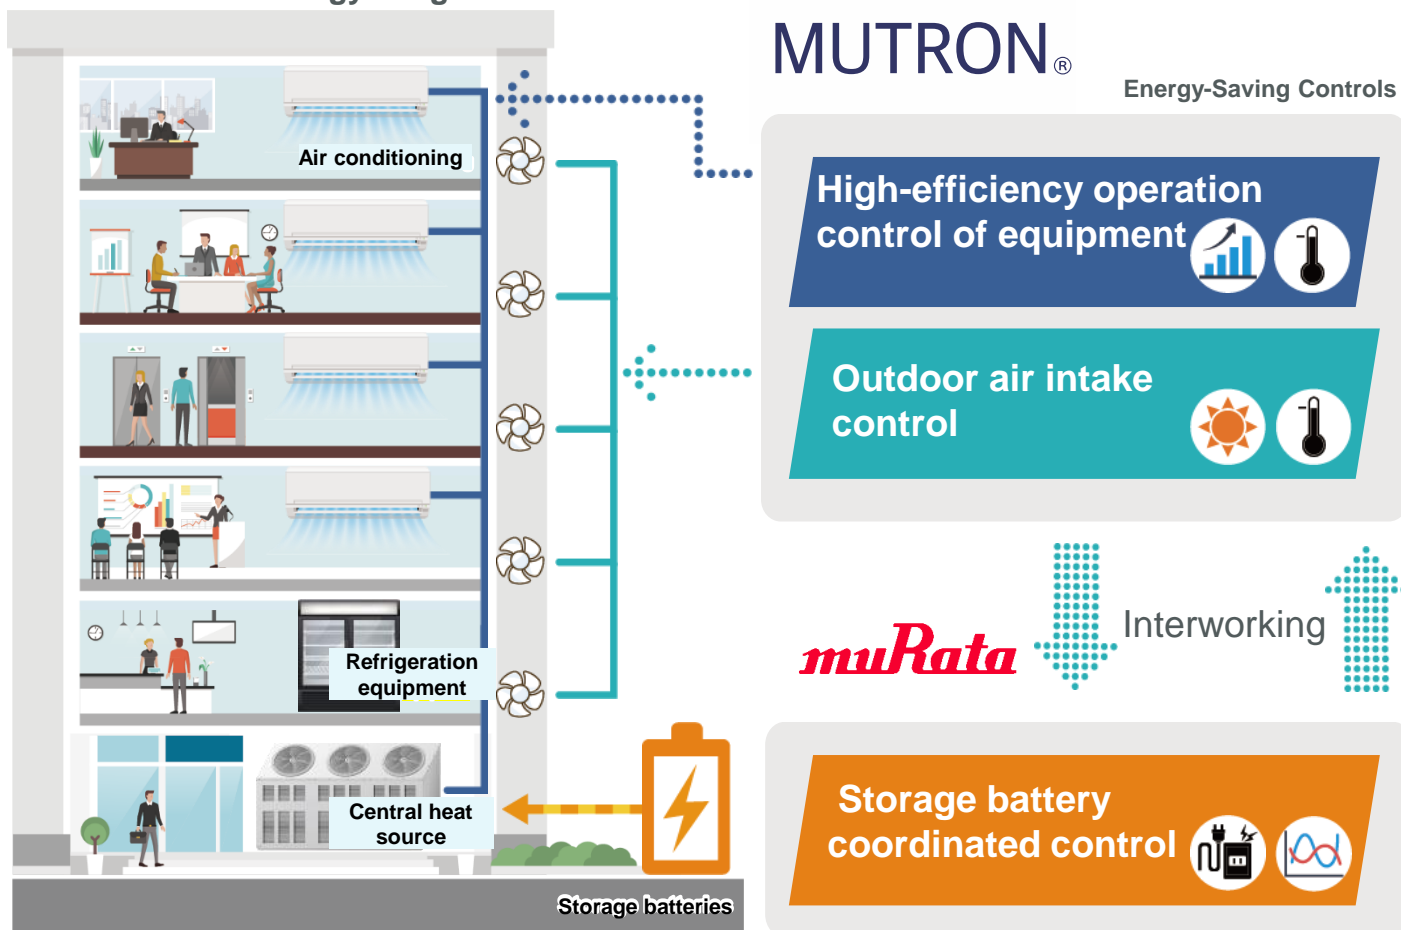 MUTRON®
Energy-Saving Controls
Air conditioning
High-efficiency operation
control of equipment
Outdoor air intake
control
Interworking
muRata
Refrigeration
equipment
Central heat
source
Storage battery
coordinated control
Storage batteries